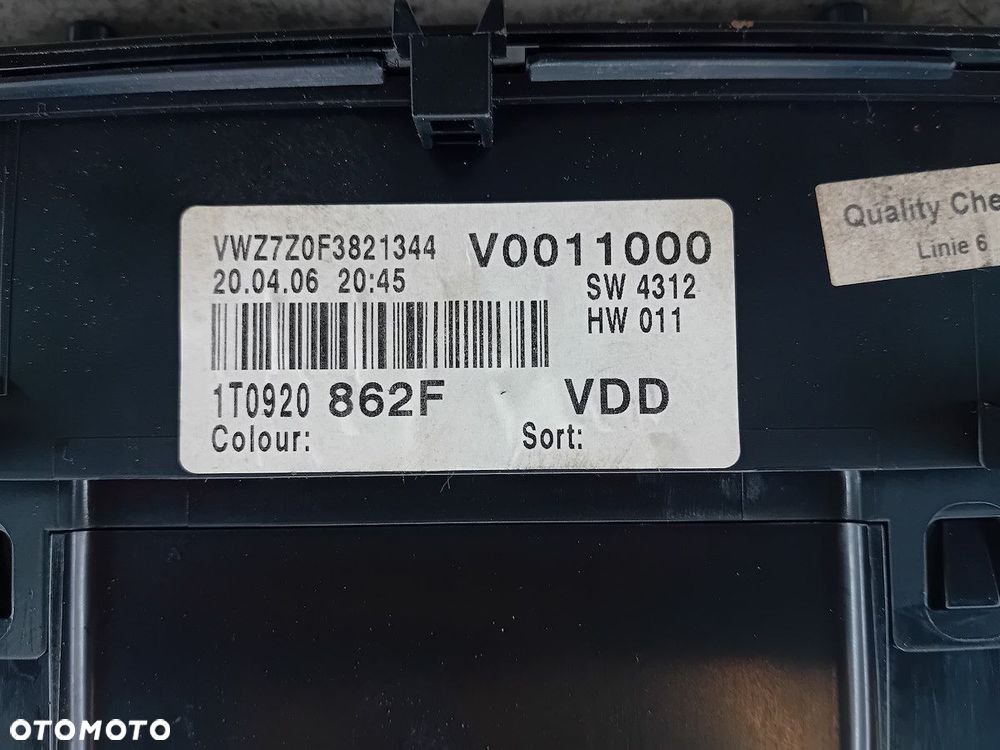 VWZ7Z0F3821344 V0011000
20.04.06 20:45 SW 4312
HW 011
1T0920 862F VDD
Colour: Sort:
Quality Che
Linie 6
OTOMOTO